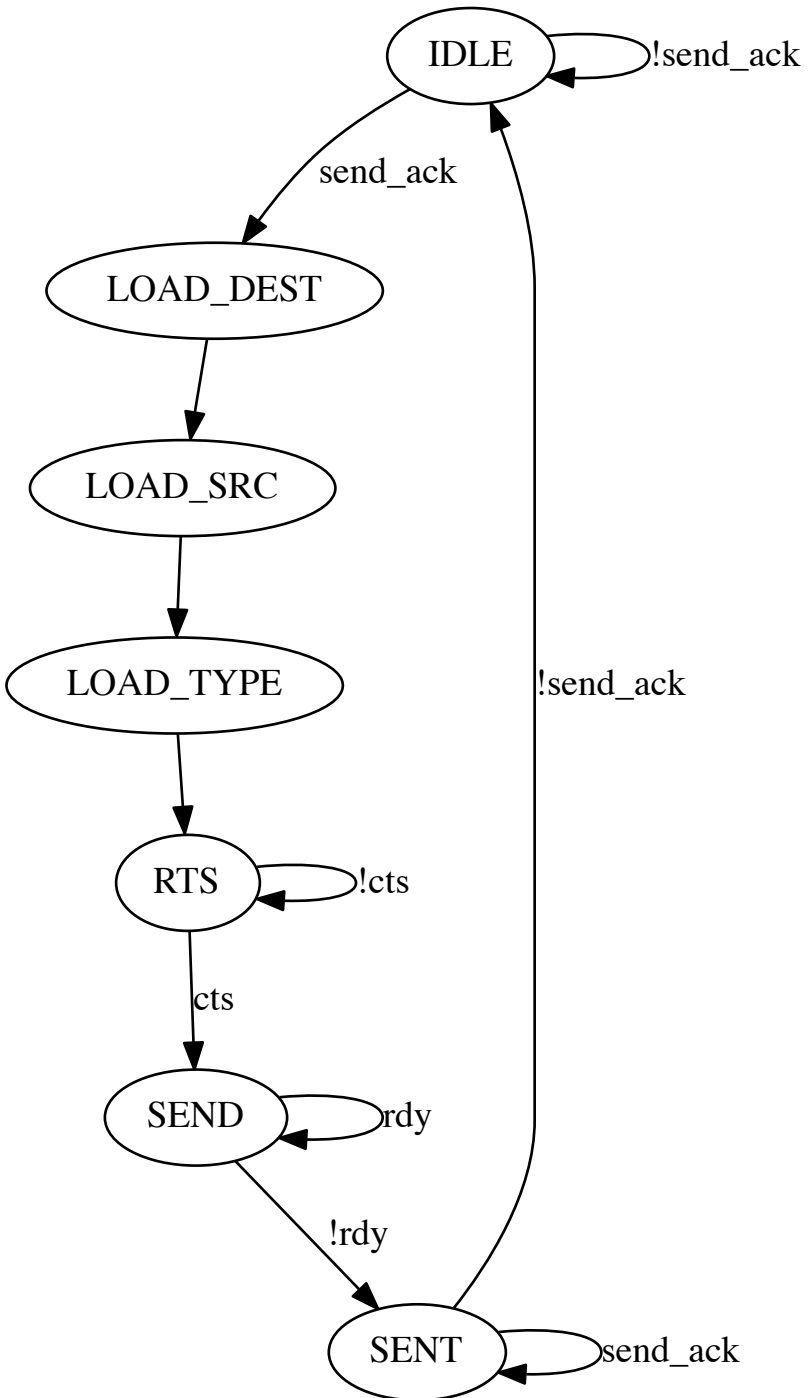 IDLE
!send_ack
send_ack
LOAD_DEST
LOAD_SRC
LOAD_TYPE
!send_ack
RTS
!cts
cts
SEND
rdy
!rdy
SENT
send_ack